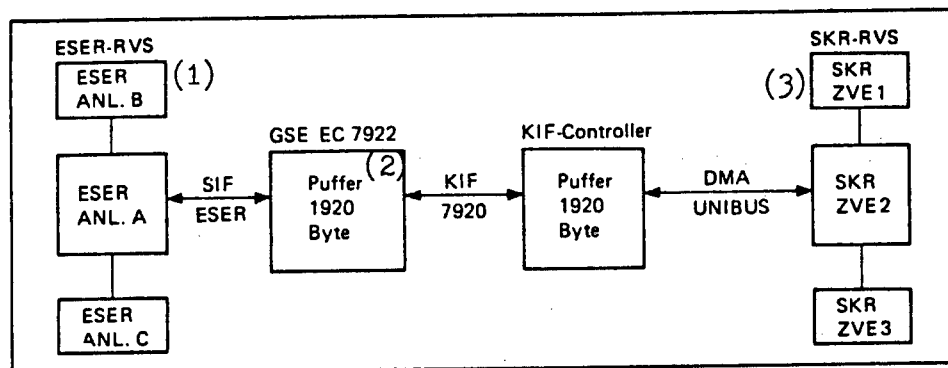 ESER-RVS
ESER
ANL. B
(1)
ESER
ANL. A
ESER
ANL. C
SIF
ESER
GSE EC 7922
(2)
Puffer
1920
Byte
KIF
7920
KIF-Controller
Puffer
1920
Byte
DMA
UNIBUS
SKR-RVS
(3)
SKR
ZVE1
SKR
ZVE2
SKR
ZVE3